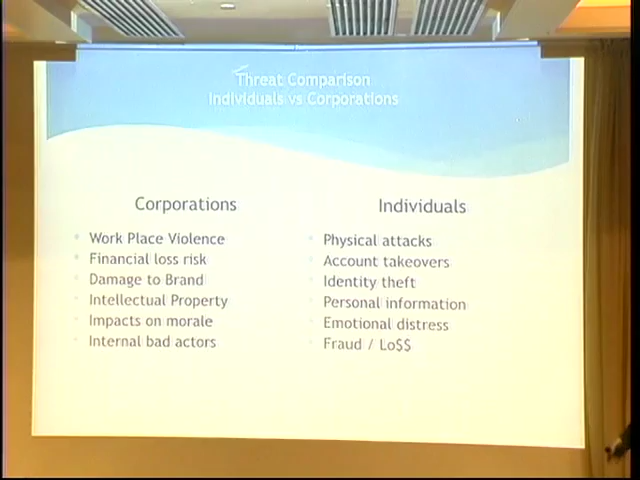 Threat Comparison
Individuals vs Corporations
Corporations
Work Place Violence
Financial loss risk
Damage to Brand
Intellectual Property
Impacts on morale
Internal bad actors
Individuals
Physical attacks
Account takeovers
Identity theft
Personal information
Emotional distress
Fraud / Lo$$